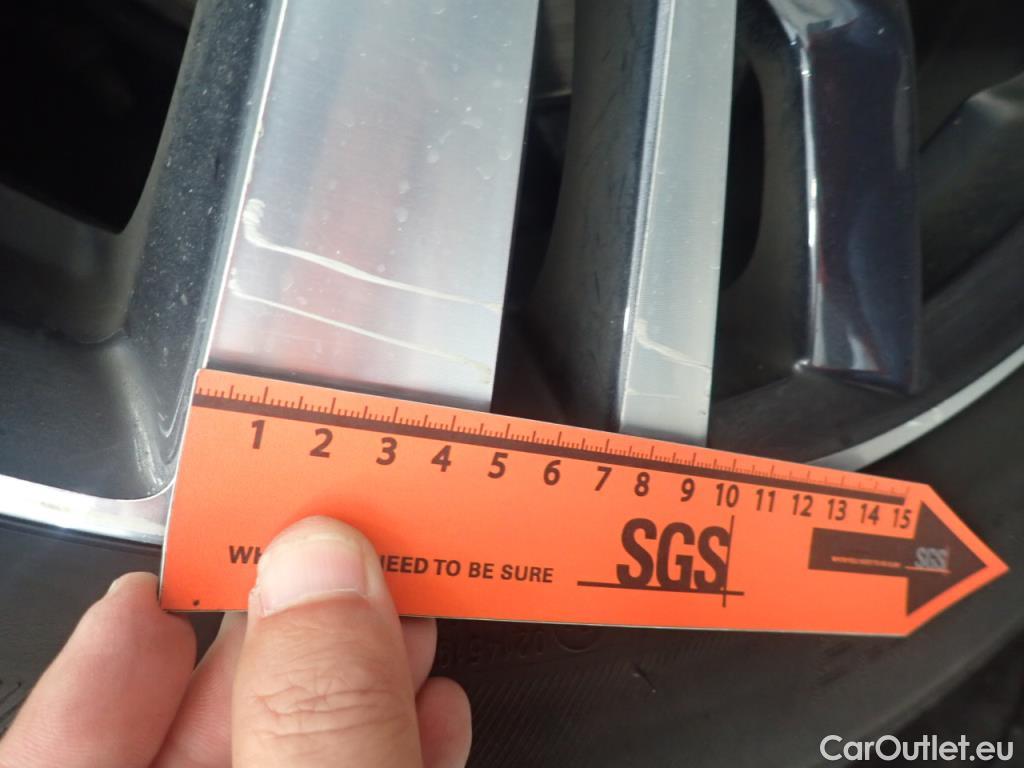 1 2 3 4 5 6 7 8 9 10 11 12 13 14 15
WH EED TO BE SURE
SGS
SGS
CarOutlet.eu